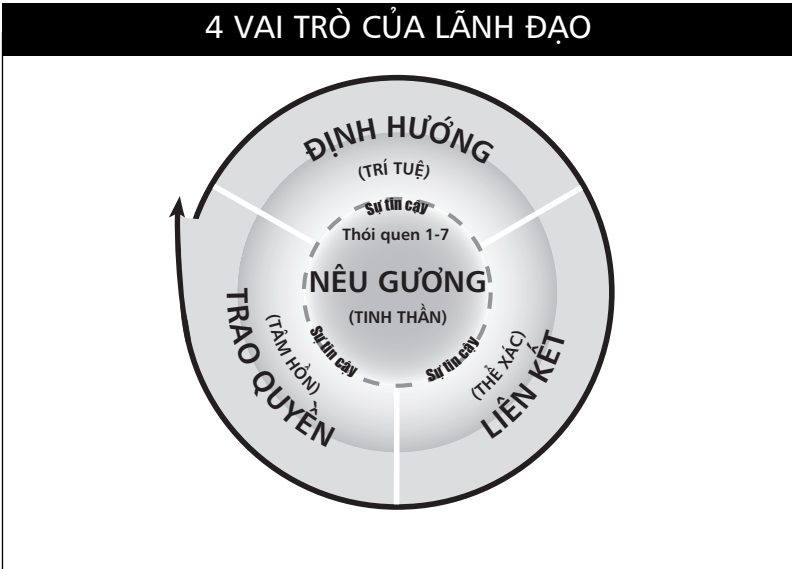 4 VAI TRÒ CỦA LÃNH ĐẠO
ĐỊNH HƯỚNG
(TRÍ TUỆ)
Sự tin cậy
Thói quen 1-7
NÊU GƯƠNG
(TINH THẦN)
Sự tin cậy
Sự tin cậy
TRAO QUYỀN
(TÂM HỒN)
(THỂ XÁC)
LIÊN KẾT